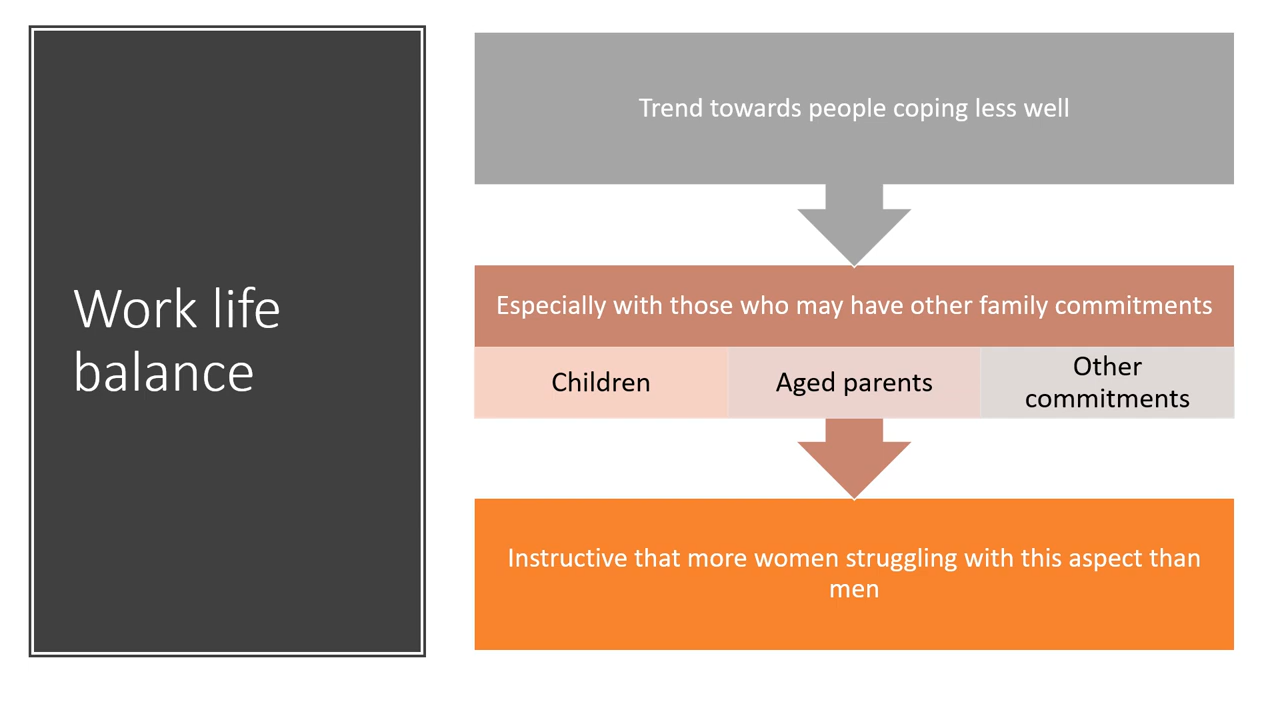 Work life
balance
Trend towards people coping less well
Especially with those who may have other family commitments
Children
Aged parents
Other
commitments
Instructive that more women struggling with this aspect than
men